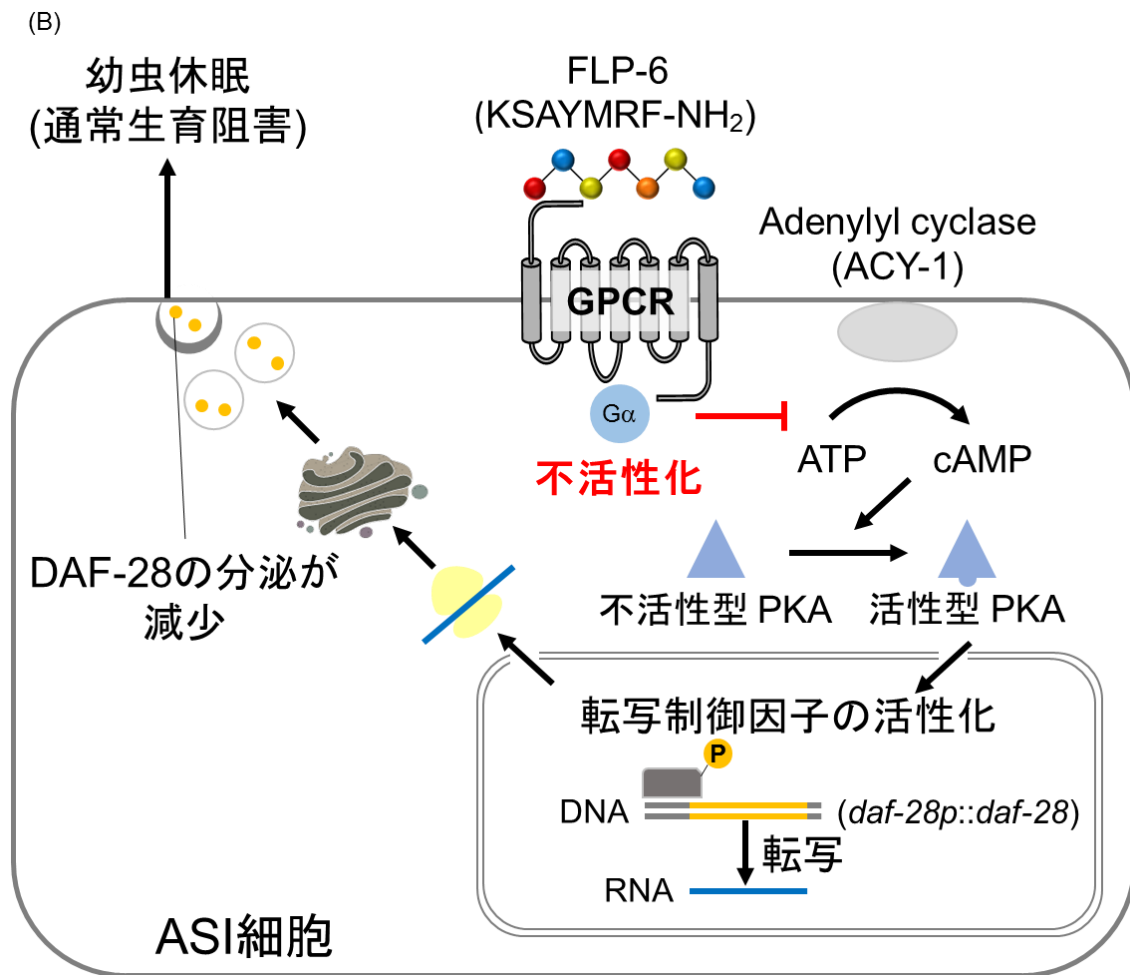 (B)
幼虫休眠
(通常生育阻害)
FLP-6
(KSAYMRF-NH₂)
Adenylyl cyclase
(ACY-1)
GPCR
Gα
不活性化
ATP
cAMP
DAF-28の分泌が
減少
不活性型 PKA
活性型 PKA
転写制御因子の活性化
P
DNA
(daf-28p::daf-28)
転写
RNA
ASI細胞